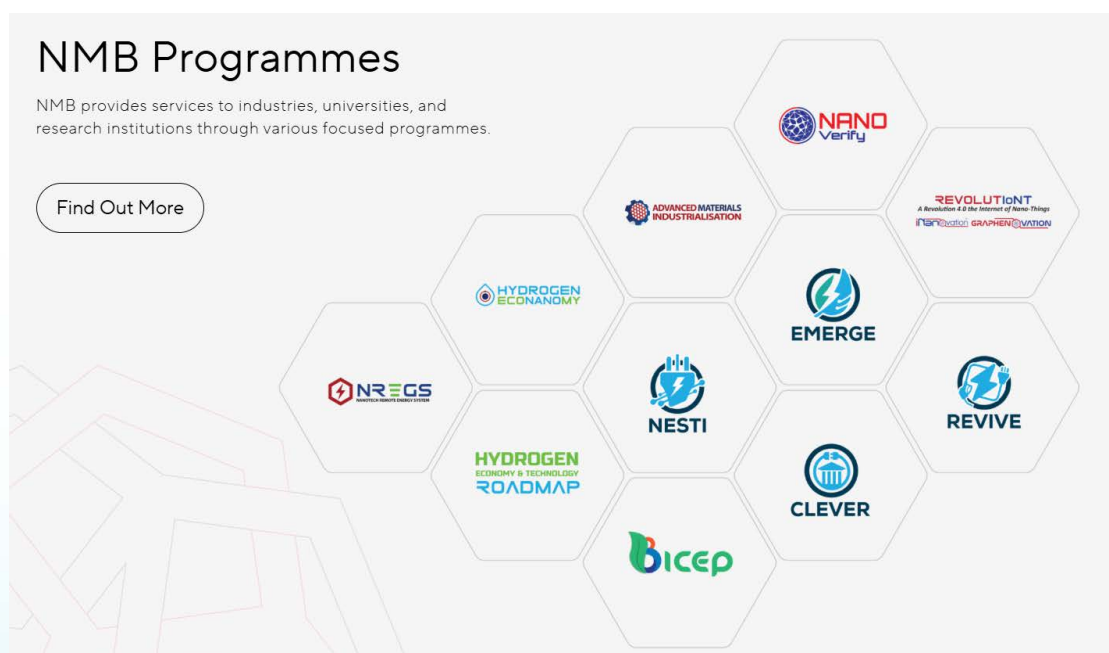 NMB Programmes
NMB provides services to industries, universities, and
research institutions through various focused programmes.
Find Out More
NANO
Verify
ADVANCED MATERIALS
INDUSTRIALISATION
REVOLUTIoNT
A Revolution 4.0 the Internet of Nano-Things
iNanovation GRAPHENOVATION
HYDROGEN
ECONANOMY
EMERGE
NREGS
NANOTECH REMOTE ENERGY SYSTEM
NESTI
REVIVE
HYDROGEN
ECONOMY & TECHNOLOGY
ROADMAP
CLEVER
BICEP